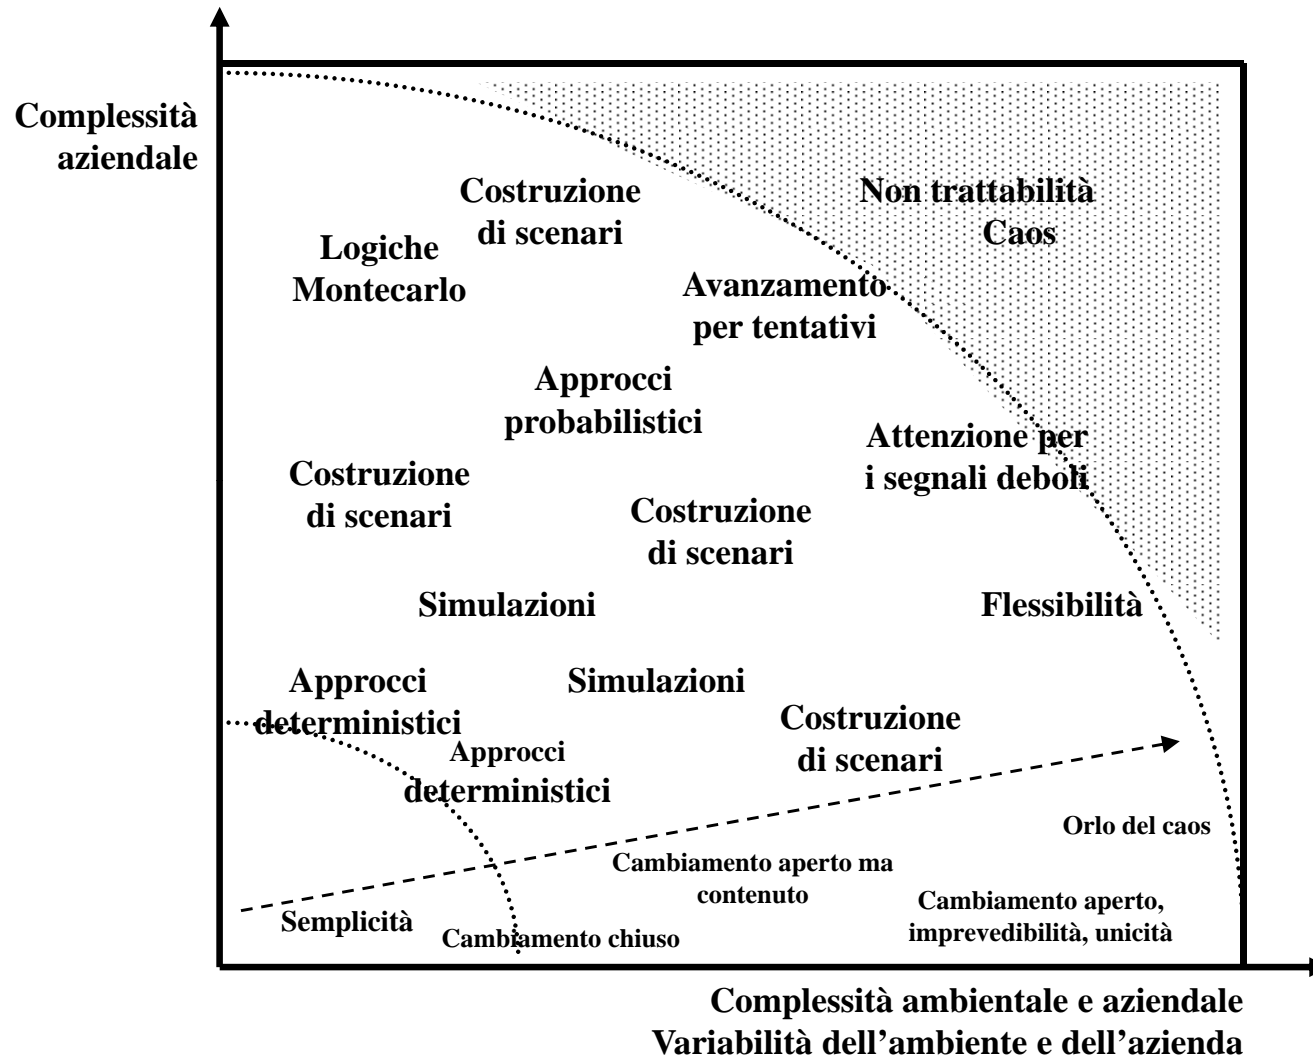 Complessità
aziendale
Costruzione
di scenari
Non trattabilità
Caos
Logiche
Montecarlo
Avanzamento
per tentativi
Approcci
probabilistici
Attenzione per
i segnali deboli
Costruzione
di scenari
Costruzione
di scenari
Simulazioni
Flessibilità
Approcci
deterministici
Simulazioni
Costruzione
di scenari
Approcci
deterministici
Orlo del caos
Cambiamento aperto ma
contenuto
Cambiamento aperto,
imprevedibilità, unicità
Semplicità
Cambiamento chiuso
Complessità ambientale e aziendale
Variabilità dell’ambiente e dell’azienda